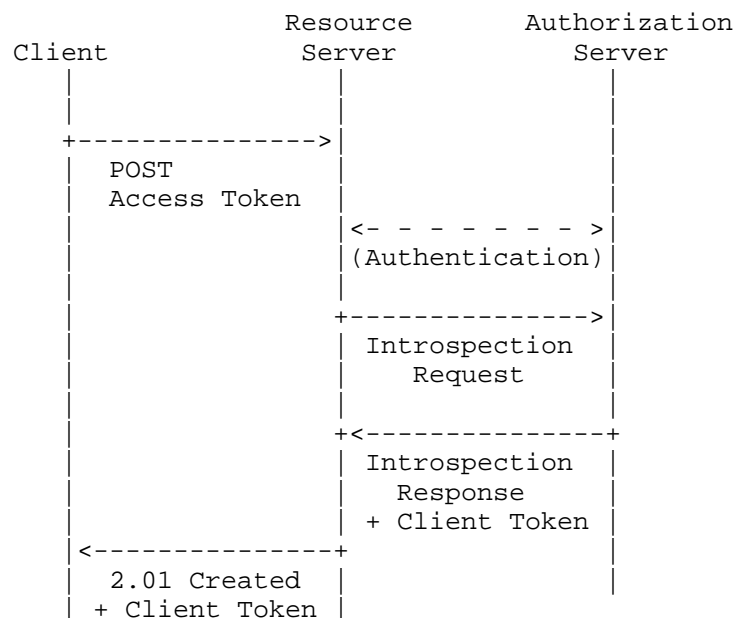 Resource Authorization
Client Server Server
POST
Access Token
(Authentication)
Introspection
Request
Introspection
Response
+ Client Token
2.01 Created
+ Client Token